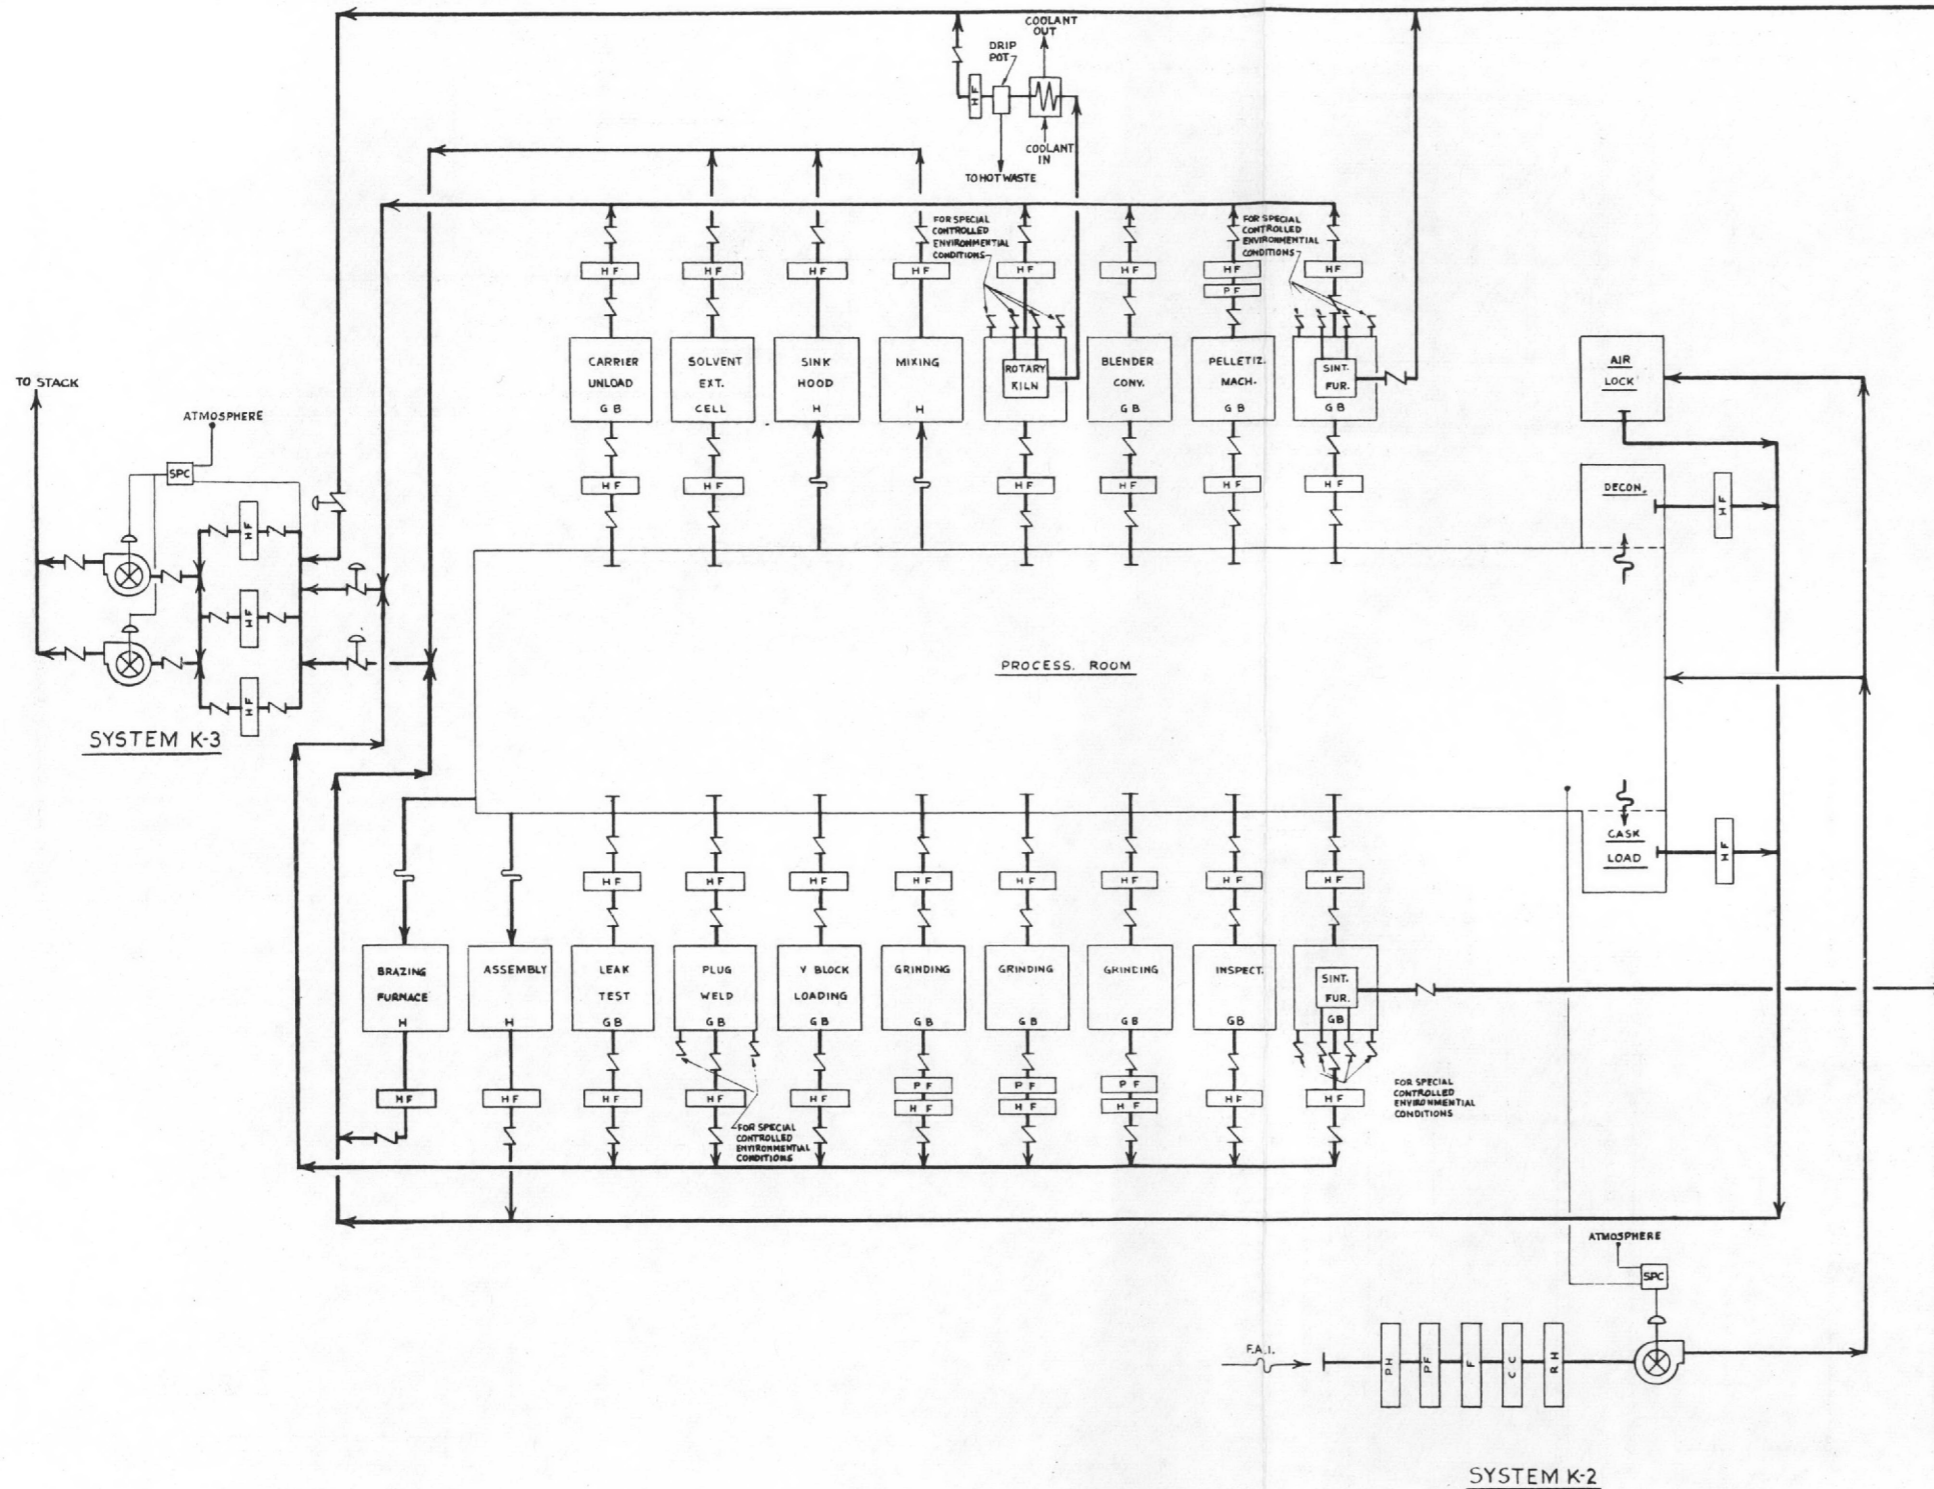 COOLANT
OUT
DRIP
POT
HF
COOLANT
IN
TO HOT WASTE
FOR SPECIAL
CONTROLLED
ENVIRONMENTIAL
CONDITIONS
FOR SPECIAL
CONTROLLED
ENVIRONMENTIAL
CONDITIONS
HF
HF
HF
HF
HF
HF
HF
PF
HF
CARRIER
UNLOAD
GB
SOLVENT
EXT.
CELL
SINK
HOOD
H
MIXING
H
ROTARY
KILN
BLENDER
CONV.
GB
PELLETIZ.
MACH.
GB
SINT.
FUR.
GB
AIR
LOCK
TO STACK
ATMOSPHERE
SPC
HF
HF
HF
SYSTEM K-3
HF
HF
HF
HF
HF
HF
DECON.
HF
PROCESS. ROOM
CASK
LOAD
HF
HF
HF
HF
HF
HF
HF
HF
HF
BRAZING
FURNACE
H
ASSEMBLY
H
LEAK
TEST
GB
PLUG
WELD
GB
V BLOCK
LOADING
GB
GRINDING
GB
GRINDING
GB
GRINDING
GB
INSPECT.
GB
SINT.
FUR.
GB
HF
HF
HF
HF
HF
PF
HF
PF
HF
PF
HF
HF
HF
FOR SPECIAL
CONTROLLED
ENVIRONMENTIAL
CONDITIONS
FOR SPECIAL
CONTROLLED
ENVIRONMENTIAL
CONDITIONS
ATMOSPHERE
SPC
F.A.I.
PH
PF
F
CC
RH
SYSTEM K-2